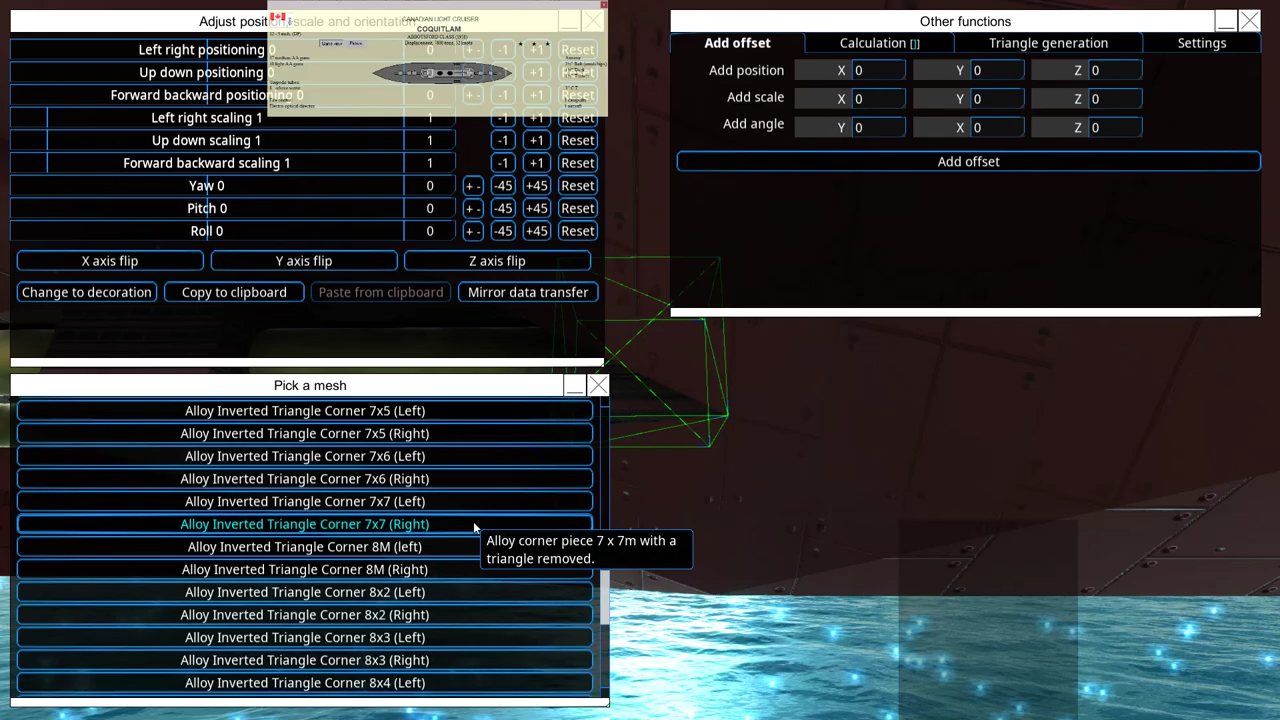 Adjust position, scale and orientation
Left right positioning 0
0
+ -
-1
+1
Reset
Up down positioning 0
0
+ -
-1
+1
Reset
Forward backward positioning 0
0
+ -
-1
+1
Reset
Left right scaling 1
1
-1
+1
Reset
Up down scaling 1
1
-1
+1
Reset
Forward backward scaling 1
1
-1
+1
Reset
Yaw 0
0
+ -
-45
+45
Reset
Pitch 0
0
+ -
-45
+45
Reset
Roll 0
0
+ -
-45
+45
Reset
X axis flip
Y axis flip
Z axis flip
Change to decoration
Copy to clipboard
Paste from clipboard
Mirror data transfer
CANADIAN LIGHT CRUISER
COQUITLAM
Pick a mesh
Alloy Inverted Triangle Corner 7x5 (Left)
Alloy Inverted Triangle Corner 7x5 (Right)
Alloy Inverted Triangle Corner 7x6 (Left)
Alloy Inverted Triangle Corner 7x6 (Right)
Alloy Inverted Triangle Corner 7x7 (Left)
Alloy Inverted Triangle Corner 7x7 (Right)
Alloy Inverted Triangle Corner 8M (left)
Alloy Inverted Triangle Corner 8M (Right)
Alloy Inverted Triangle Corner 8x2 (Left)
Alloy Inverted Triangle Corner 8x2 (Right)
Alloy Inverted Triangle Corner 8x3 (Left)
Alloy Inverted Triangle Corner 8x3 (Right)
Alloy Inverted Triangle Corner 8x4 (Left)
Alloy corner piece 7 x 7m with a
triangle removed.
Other functions
Add offset
Calculation []
Triangle generation
Settings
Add position
X 0
Y 0
Z 0
Add scale
X 0
Y 0
Z 0
Add angle
Y 0
X 0
Z 0
Add offset